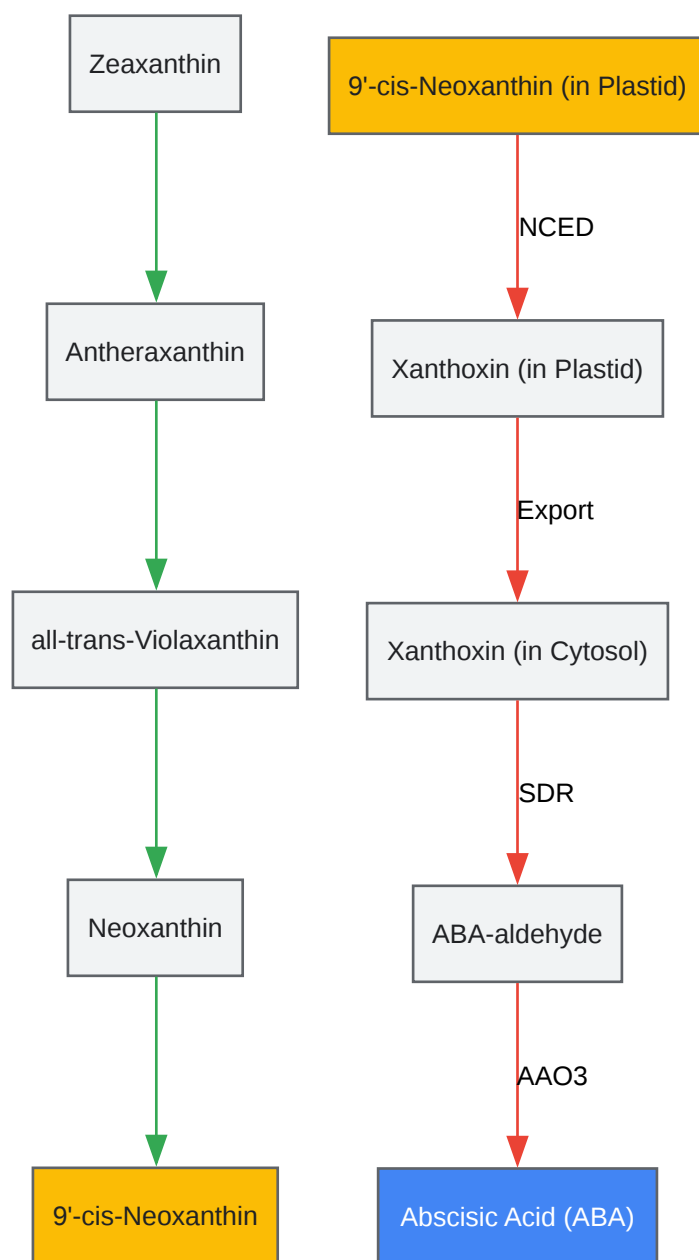 Zeaxanthin
Antheraxanthin
all-trans-Violaxanthin
Neoxanthin
9'-cis-Neoxanthin
9'-cis-Neoxanthin (in Plastid)
NCED
Xanthoxin (in Plastid)
Export
Xanthoxin (in Cytosol)
SDR
ABA-aldehyde
AAO3
Abscisic Acid (ABA)